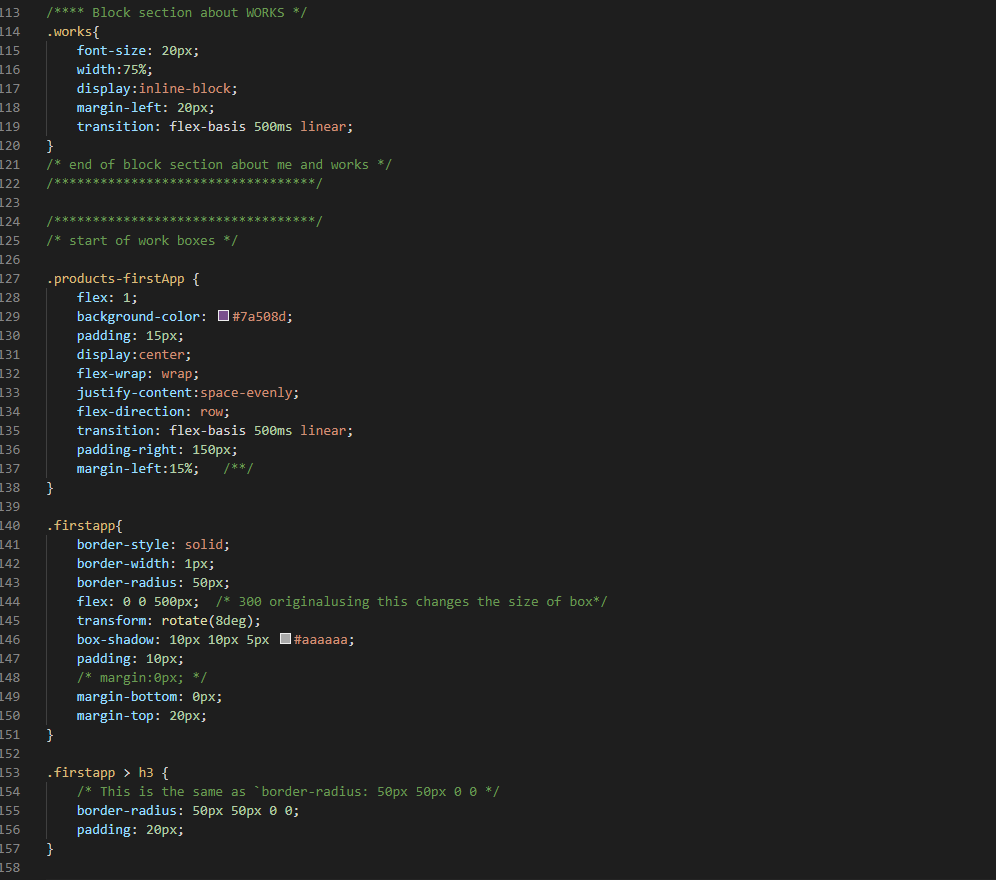 113 /**** Block section about WORKS */
114 .works{
115     font-size: 20px;
116     width:75%;
117     display:inline-block;
118     margin-left: 20px;
119     transition: flex-basis 500ms linear;
120 }
121 /* end of block section about me and works */
122 /**********************************/
123
124 /**********************************/
125 /* start of work boxes */
126
127 .products-firstApp {
128     flex: 1;
129     background-color: #7a508d;
130     padding: 15px;
131     display:center;
132     flex-wrap: wrap;
133     justify-content:space-evenly;
134     flex-direction: row;
135     transition: flex-basis 500ms linear;
136     padding-right: 150px;
137     margin-left:15%;   /**/
138 }
139
140 .firstapp{
141     border-style: solid;
142     border-width: 1px;
143     border-radius: 50px;
144     flex: 0 0 500px;  /* 300 originalusing this changes the size of box*/
145     transform: rotate(8deg);
146     box-shadow: 10px 10px 5px #aaaaaa;
147     padding: 10px;
148     /* margin:0px; */
149     margin-bottom: 0px;
150     margin-top: 20px;
151 }
152
153 .firstapp > h3 {
154     /* This is the same as `border-radius: 50px 50px 0 0 */
155     border-radius: 50px 50px 0 0;
156     padding: 20px;
157 }
158